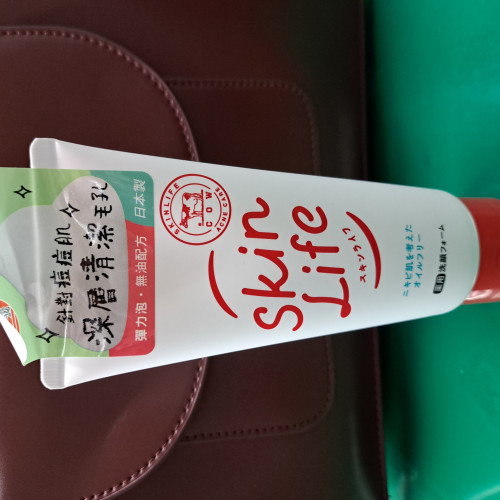 針對痘痘肌
深層清潔毛孔
彈力泡・無油配方 日本製
SKINLIFE
COW
ACNE CARE
Skin
Life
スキンライフ
ニキビ肌を考えた
オイルフリー
薬用 洗顔フォーム